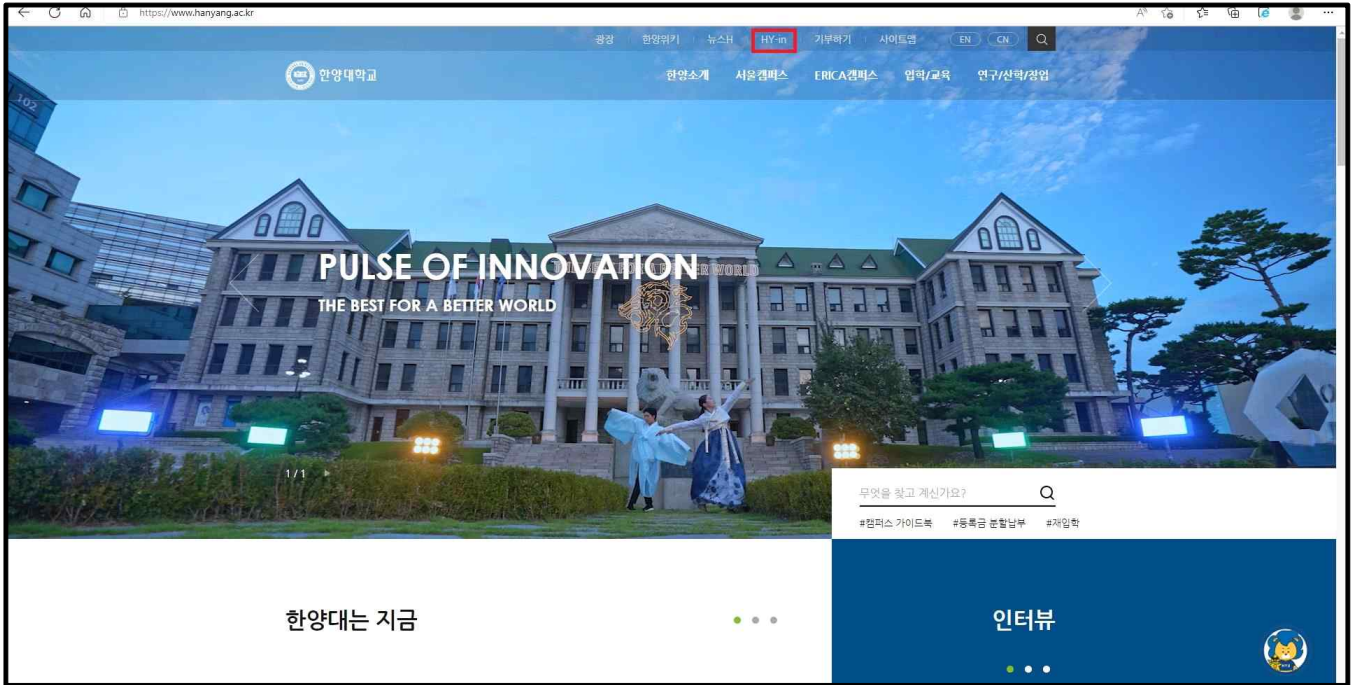 https://www.hanyang.ac.kr
광장 한양위키 뉴스H HY-in 기부하기 사이트맵 EN CN
한양대학교 한양소개 서울캠퍼스 ERICA캠퍼스 입학/교육 연구/산학/창업
102
PULSE OF INNOVATION
THE BEST FOR A BETTER WORLD
1 / 1
무엇을 찾고 계신가요?
#캠퍼스 가이드북 #등록금 분할납부 #재입학
한양대는 지금
인터뷰